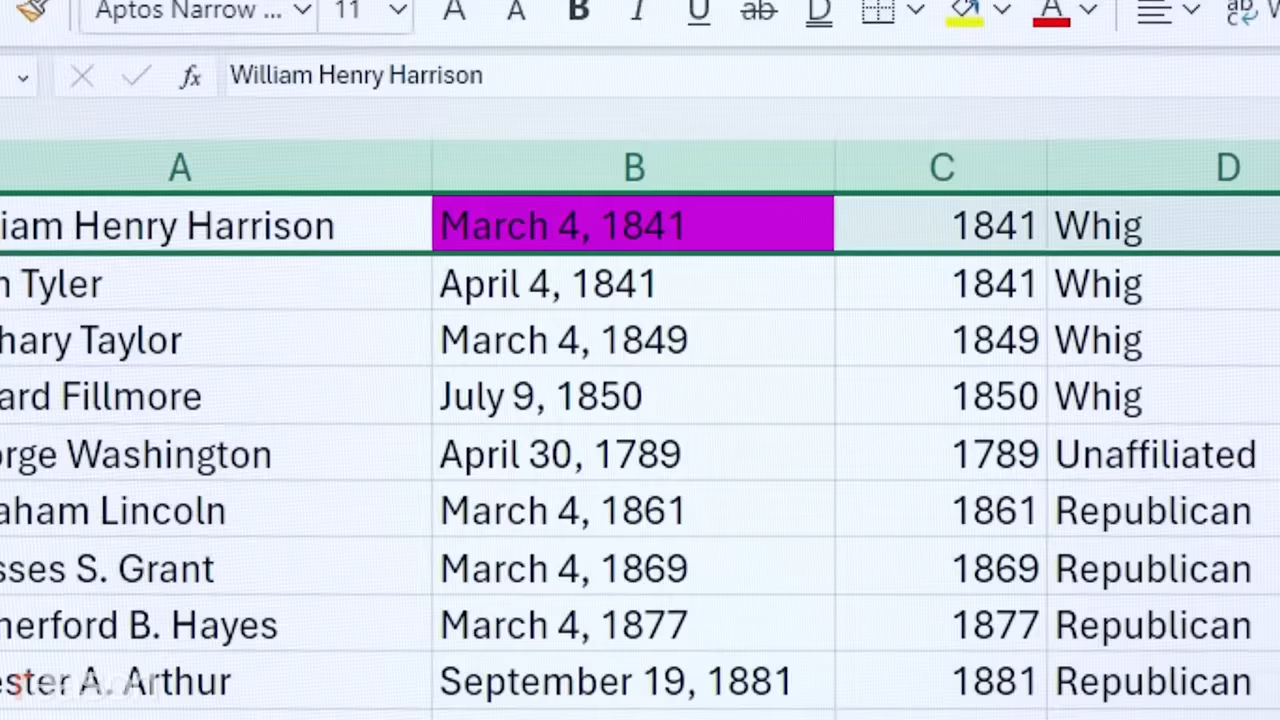 Aptos Narrow ... 11 A A B I U ab D A ab
William Henry Harrison
A B C D
iam Henry Harrison March 4, 1841 1841 Whig
n Tyler April 4, 1841 1841 Whig
hary Taylor March 4, 1849 1849 Whig
ard Fillmore July 9, 1850 1850 Whig
orge Washington April 30, 1789 1789 Unaffiliated
aham Lincoln March 4, 1861 1861 Republican
sses S. Grant March 4, 1869 1869 Republican
herford B. Hayes March 4, 1877 1877 Republican
ester A. Arthur September 19, 1881 1881 Republican